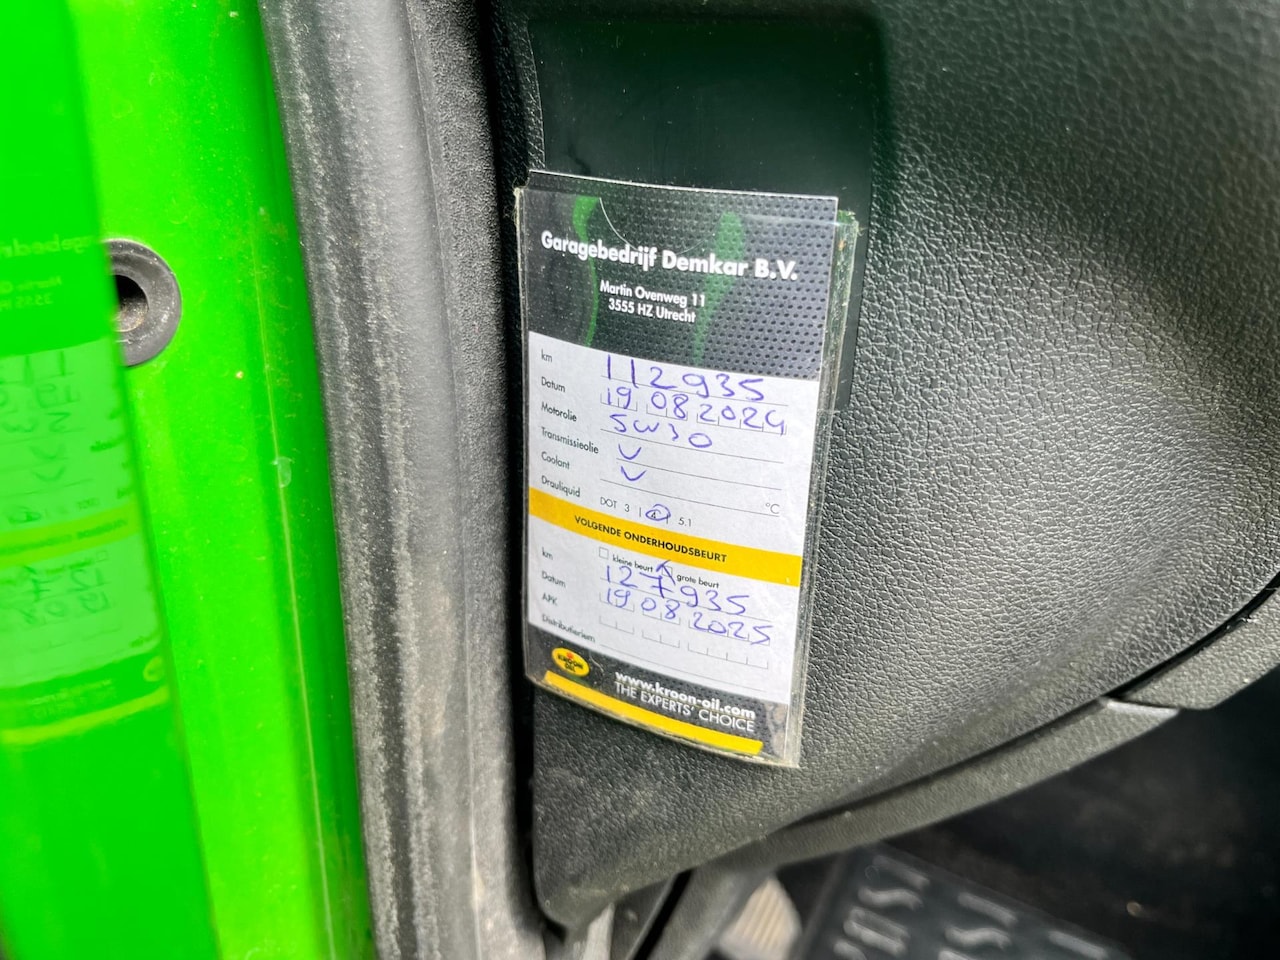 Garagebedrijf Demkar B.V.
Martin Ovenweg 11
3555 HZ Utrecht
km 112935
Datum 19 08 2024
Motorolie 5W30
Transmissieolie V
Coolant V °C
Drauliquid DOT 3 | 4 | 5.1
VOLGENDE ONDERHOUDSBEURT
kleine beurt grote beurt
km 127935
Datum 19 08 2025
APK
Distributieriem
KROON OIL
www.kroon-oil.com
THE EXPERTS' CHOICE